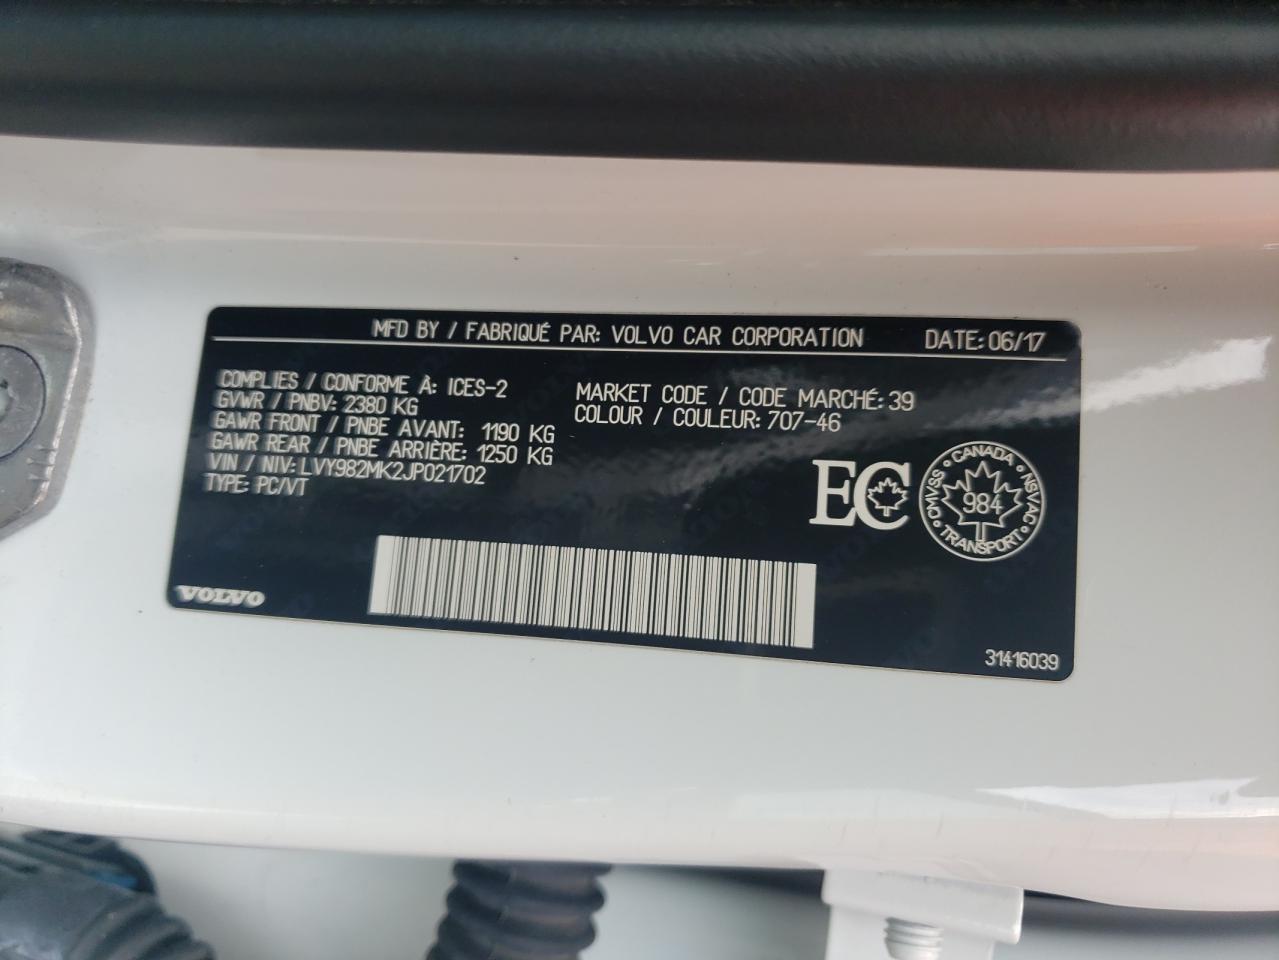 MFD BY / FABRIQUÉ PAR: VOLVO CAR CORPORATION DATE: 06/17
COMPLIES / CONFORME À: ICES-2
GVWR / PNBV: 2380 KG
GAWR FRONT / PNBE AVANT: 1190 KG
GAWR REAR / PNBE ARRIÈRE: 1250 KG
VIN / NIV: LVY982MK2JP021702
TYPE: PC/VT
MARKET CODE / CODE MARCHÉ: 39
COLOUR / COULEUR: 707-46
EC
CMVSS • CANADA • NSVAC • TRANSPORT
984
VOLVO
31416039